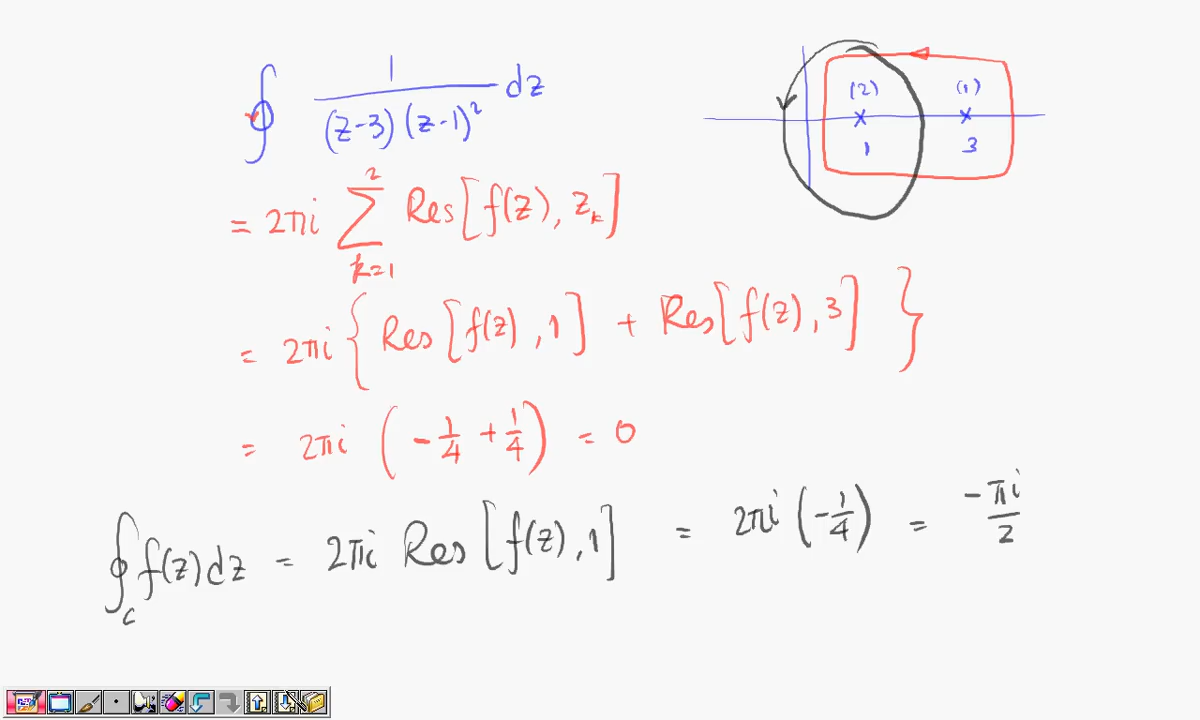 ∮ 1/((z-3)(z-1)²) dz
(2) (1)
1 3
= 2πi ∑_{k=1}^{2} Res[f(z), z_k]
= 2πi { Res[f(z), 1] + Res[f(z), 3] }
= 2πi (-1/4 + 1/4) = 0
∮_c f(z)dz = 2πi Res[f(z), 1] = 2πi (-1/4) = -πi/2